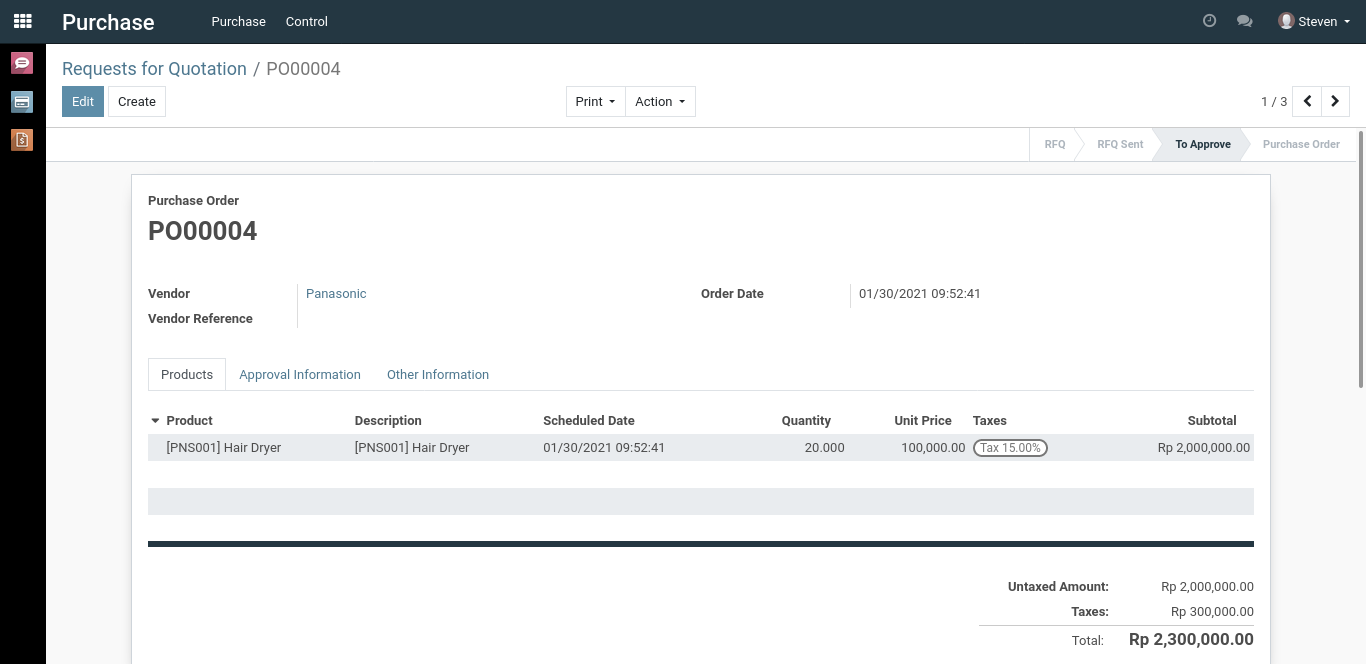 Purchase Purchase Control Steven
Requests for Quotation / PO00004
Edit Create Print Action 1 / 3
RFQ RFQ Sent To Approve Purchase Order
Purchase Order
PO00004
Vendor Panasonic Order Date 01/30/2021 09:52:41
Vendor Reference
Products Approval Information Other Information
Product Description Scheduled Date Quantity Unit Price Taxes Subtotal
[PNS001] Hair Dryer [PNS001] Hair Dryer 01/30/2021 09:52:41 20.000 100,000.00 Tax 15.00% Rp 2,000,000.00
Untaxed Amount: Rp 2,000,000.00
Taxes: Rp 300,000.00
Total: Rp 2,300,000.00